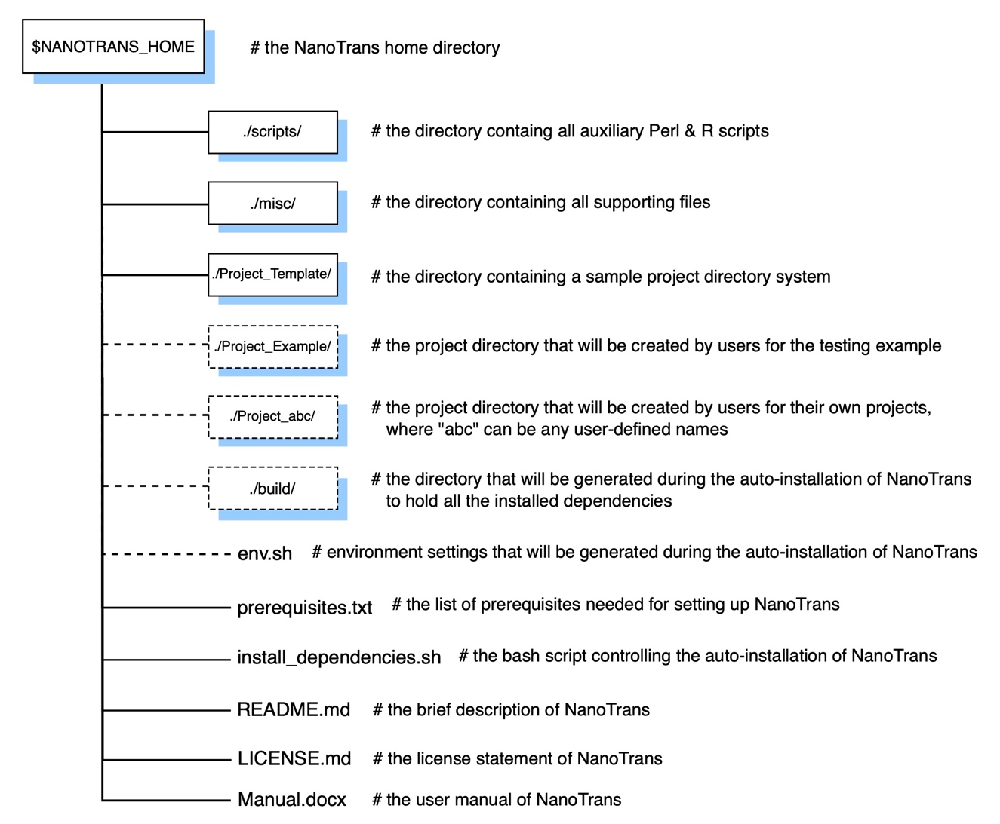 $NANOTRANS_HOME # the NanoTrans home directory
./scripts/ # the directory containg all auxiliary Perl & R scripts
./misc/ # the directory containing all supporting files
./Project_Template/ # the directory containing a sample project directory system
./Project_Example/ # the project directory that will be created by users for the testing example
./Project_abc/ # the project directory that will be created by users for their own projects,
where "abc" can be any user-defined names
./build/ # the directory that will be generated during the auto-installation of NanoTrans
to hold all the installed dependencies
env.sh # environment settings that will be generated during the auto-installation of NanoTrans
prerequisites.txt # the list of prerequisites needed for setting up NanoTrans
install_dependencies.sh # the bash script controlling the auto-installation of NanoTrans
README.md # the brief description of NanoTrans
LICENSE.md # the license statement of NanoTrans
Manual.docx # the user manual of NanoTrans